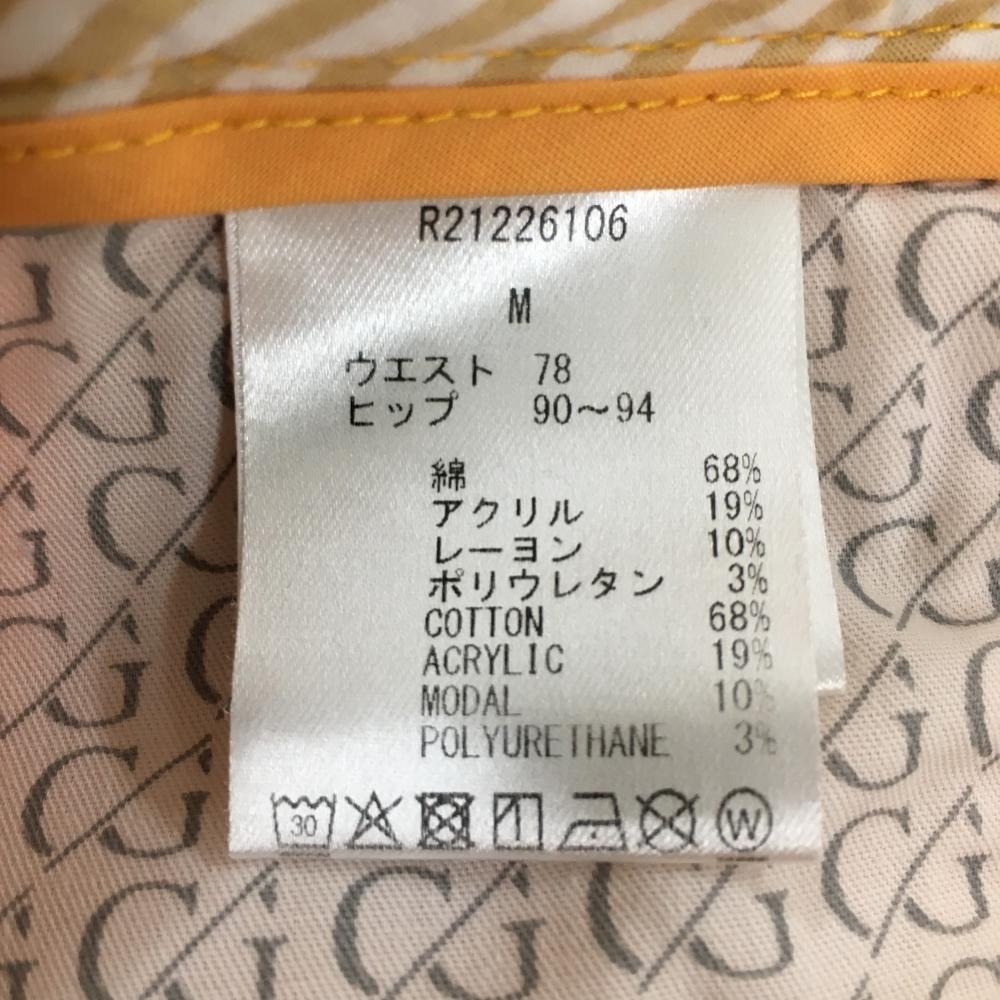 R21226106
M
ウエスト 78
ヒップ 90～94
綿 68%
アクリル 19%
レーヨン 10%
ポリウレタン 3%
COTTON 68%
ACRYLIC 19%
MODAL 10%
POLYURETHANE 3%
30 W